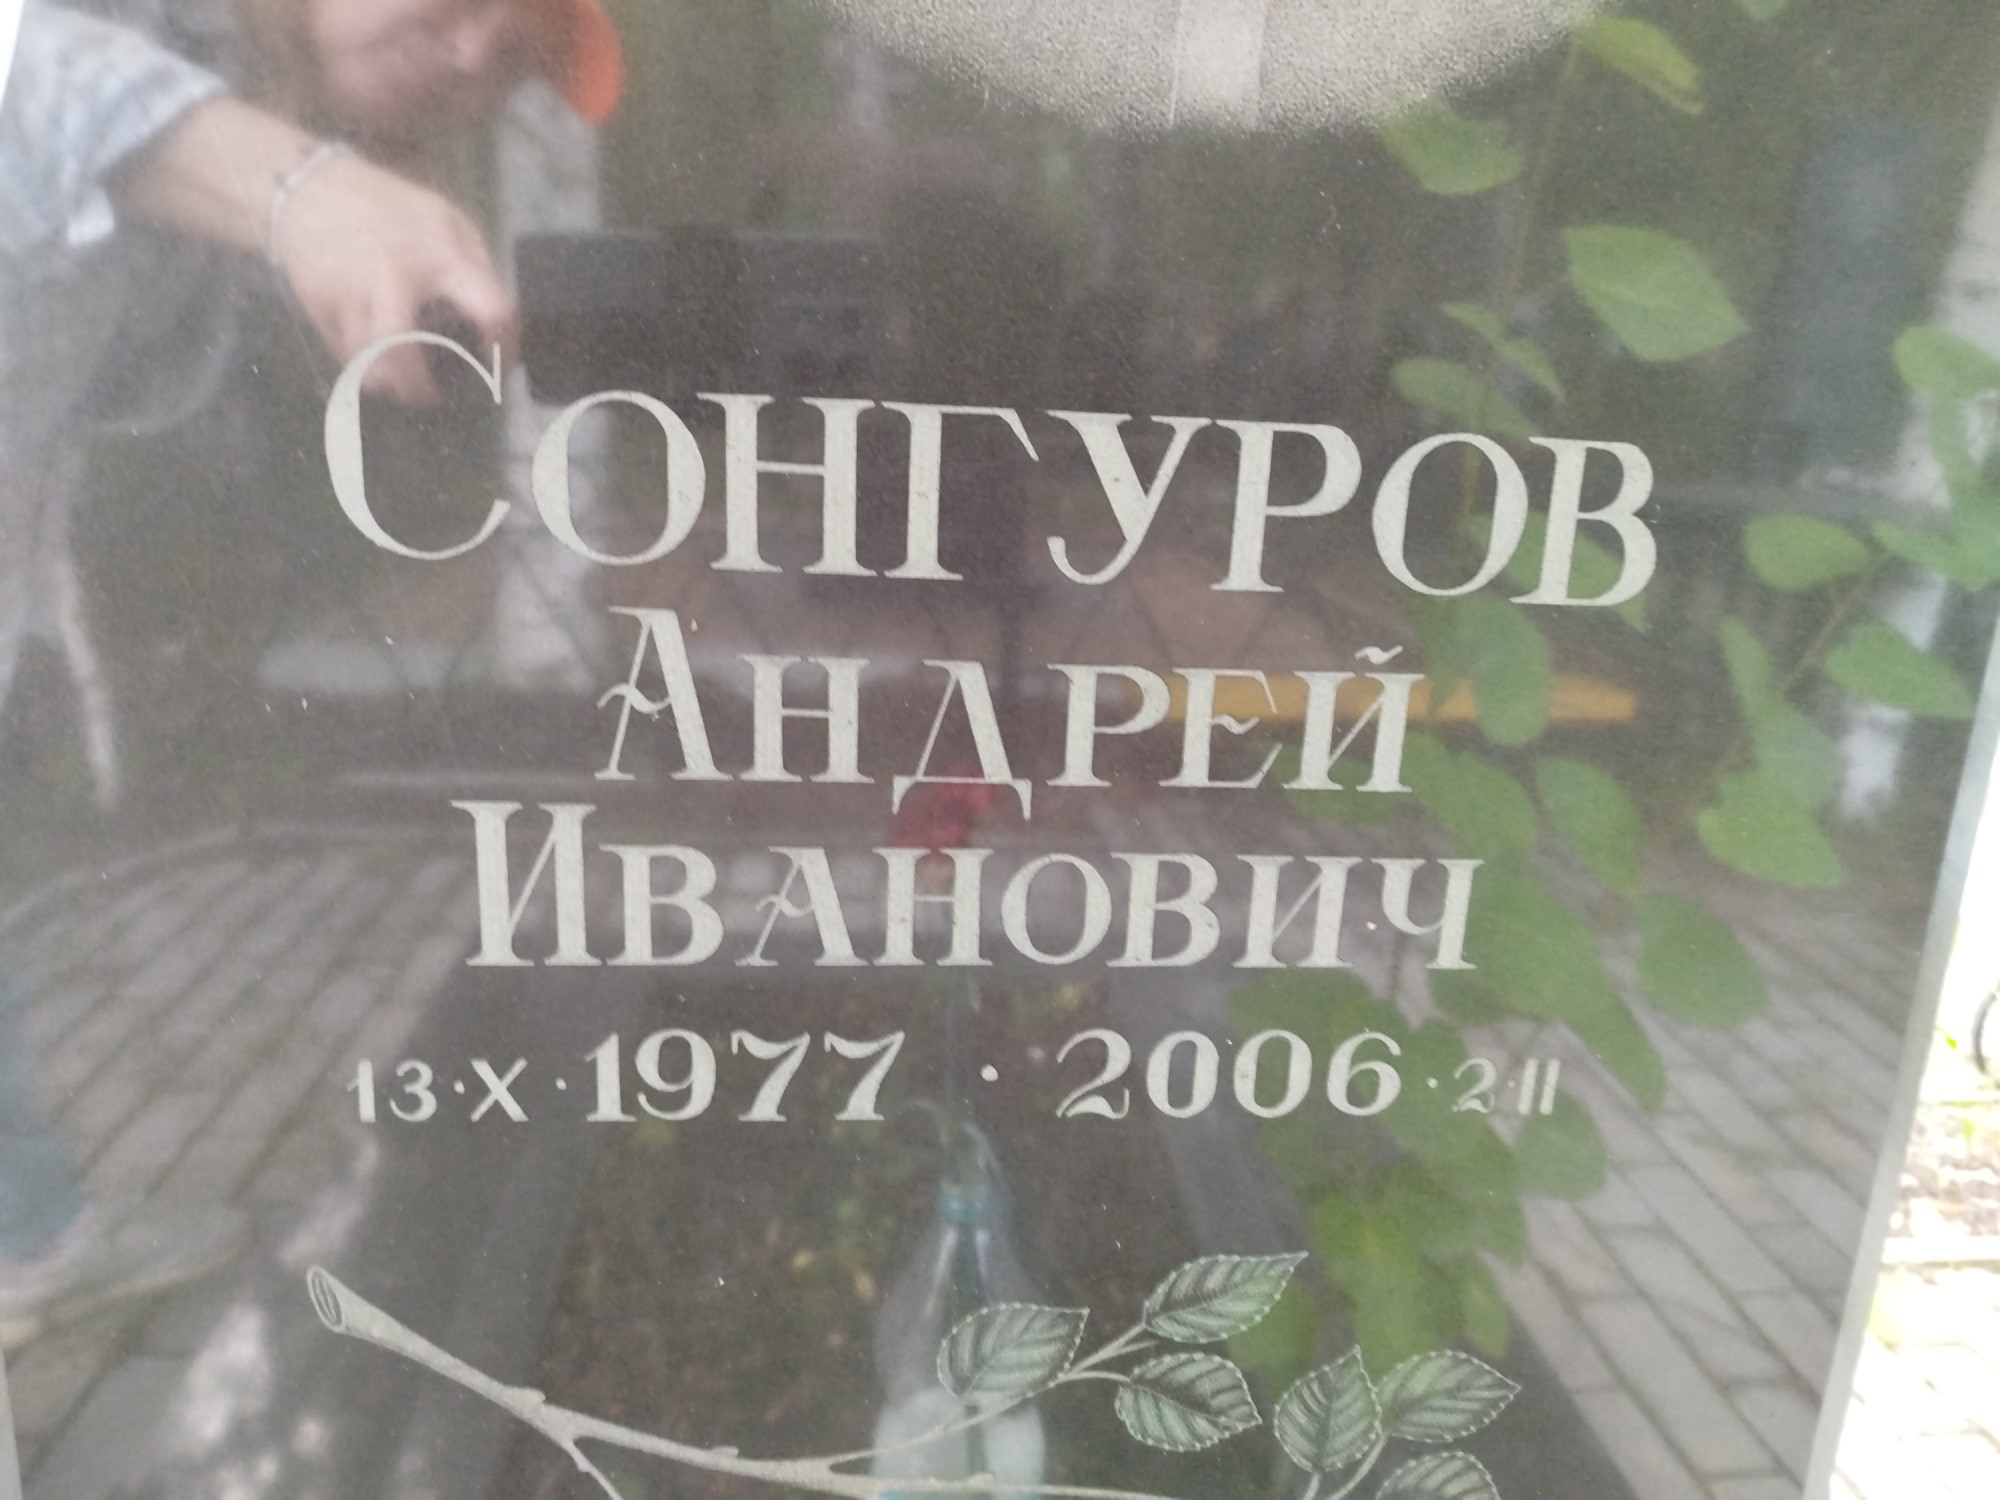 Сонгуров
Андрей
Иванович
13·X·1977 · 2006·2·II